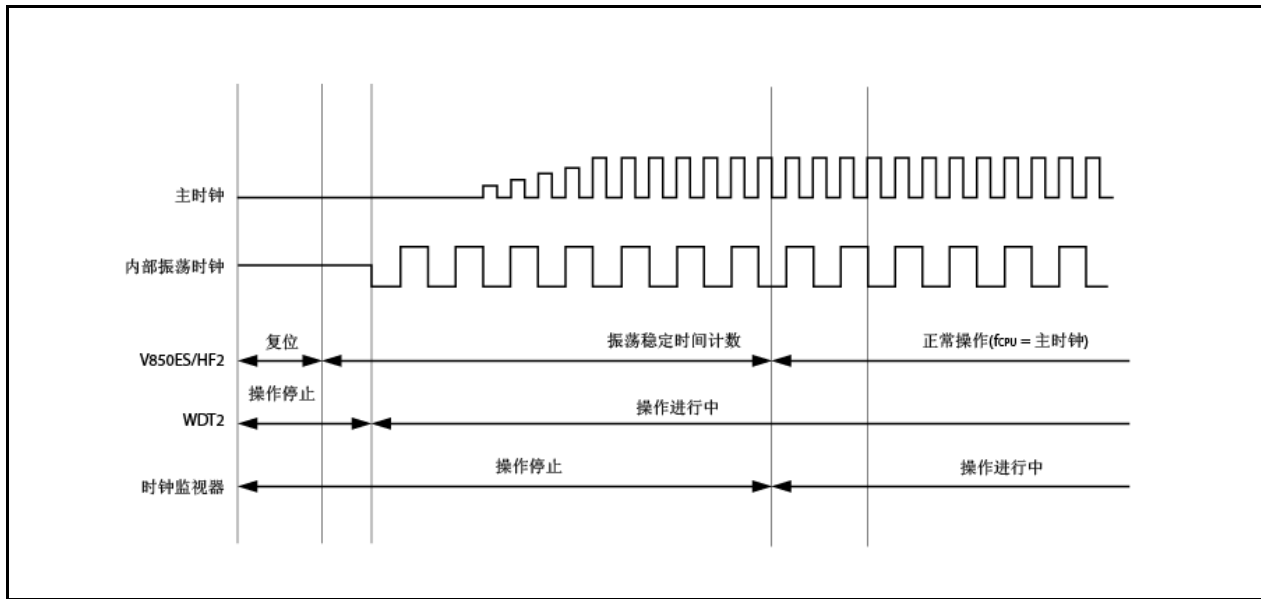 主时钟
内部振荡时钟
复位
振荡稳定时间计数
正常操作(fCPU = 主时钟)
V850ES/HF2
操作停止
操作进行中
WDT2
操作停止
操作进行中
时钟监视器